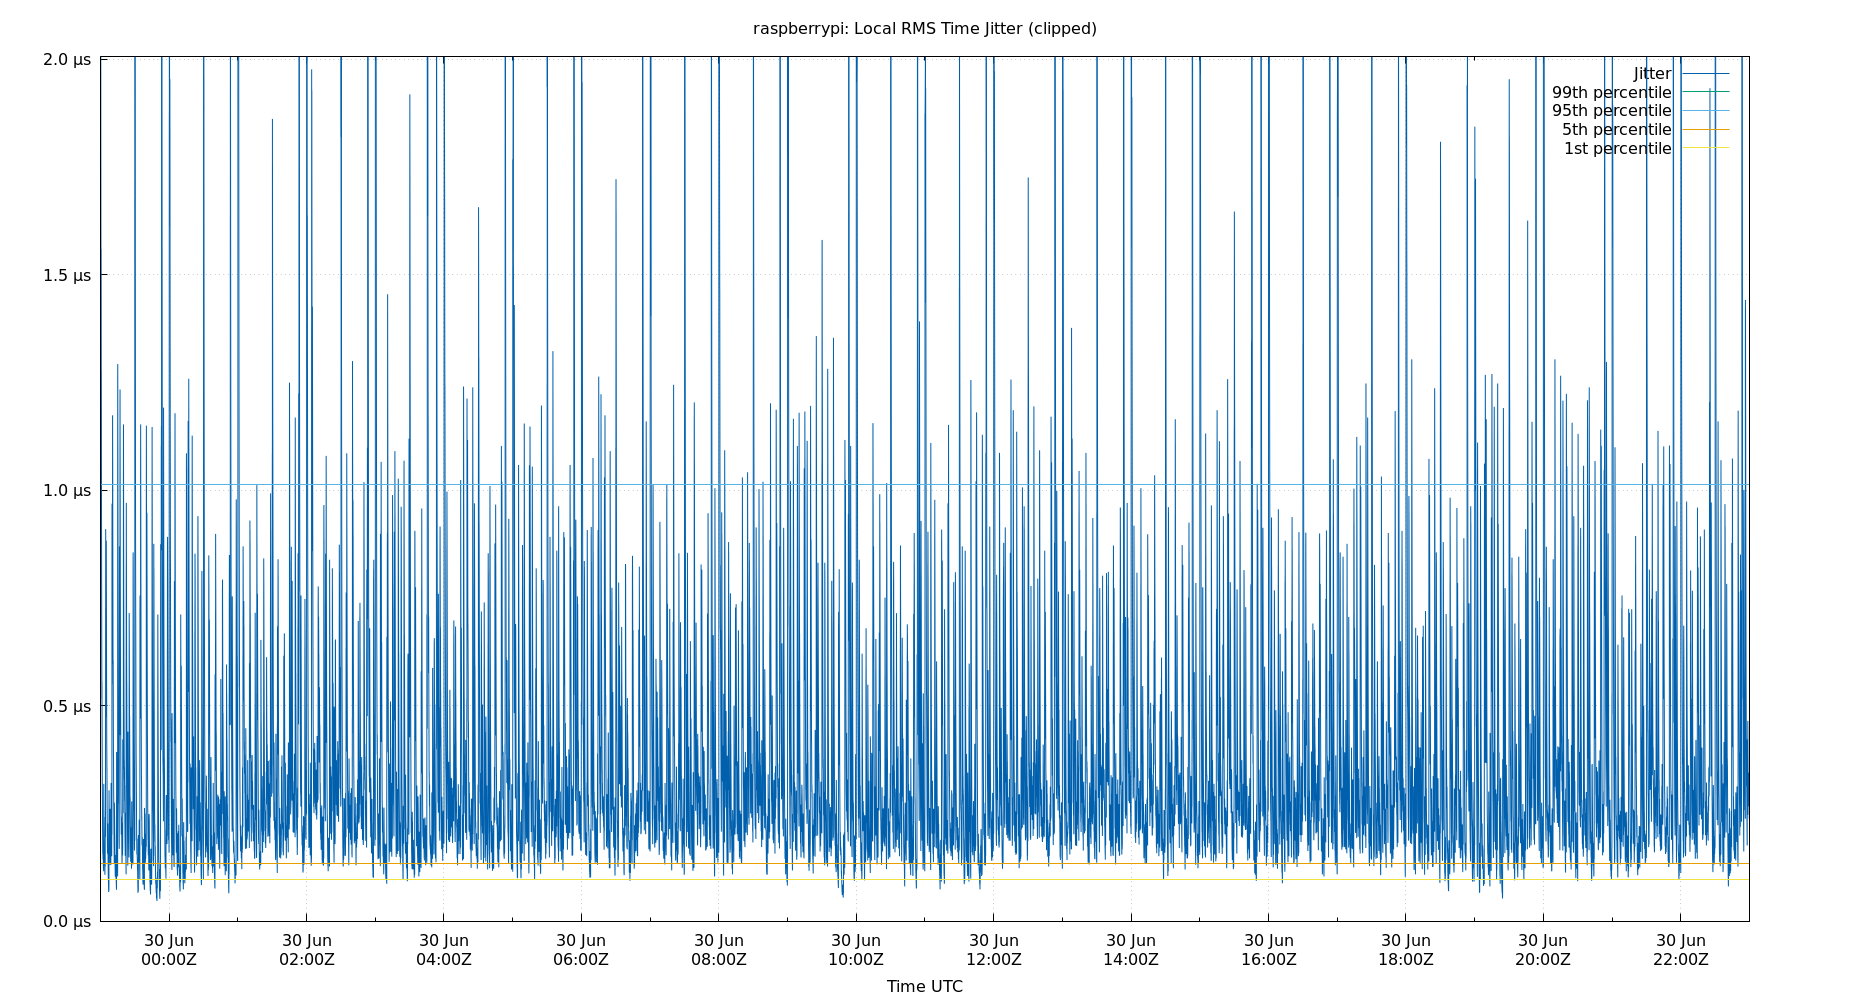 raspberrypi: Local RMS Time Jitter (clipped)
2.0 µs
1.5 µs
1.0 µs
0.5 µs
0.0 µs
Jitter
99th percentile
95th percentile
5th percentile
1st percentile
30 Jun 30 Jun 30 Jun 30 Jun 30 Jun 30 Jun 30 Jun 30 Jun 30 Jun 30 Jun 30 Jun 30 Jun
00:00Z 02:00Z 04:00Z 06:00Z 08:00Z 10:00Z 12:00Z 14:00Z 16:00Z 18:00Z 20:00Z 22:00Z
Time UTC